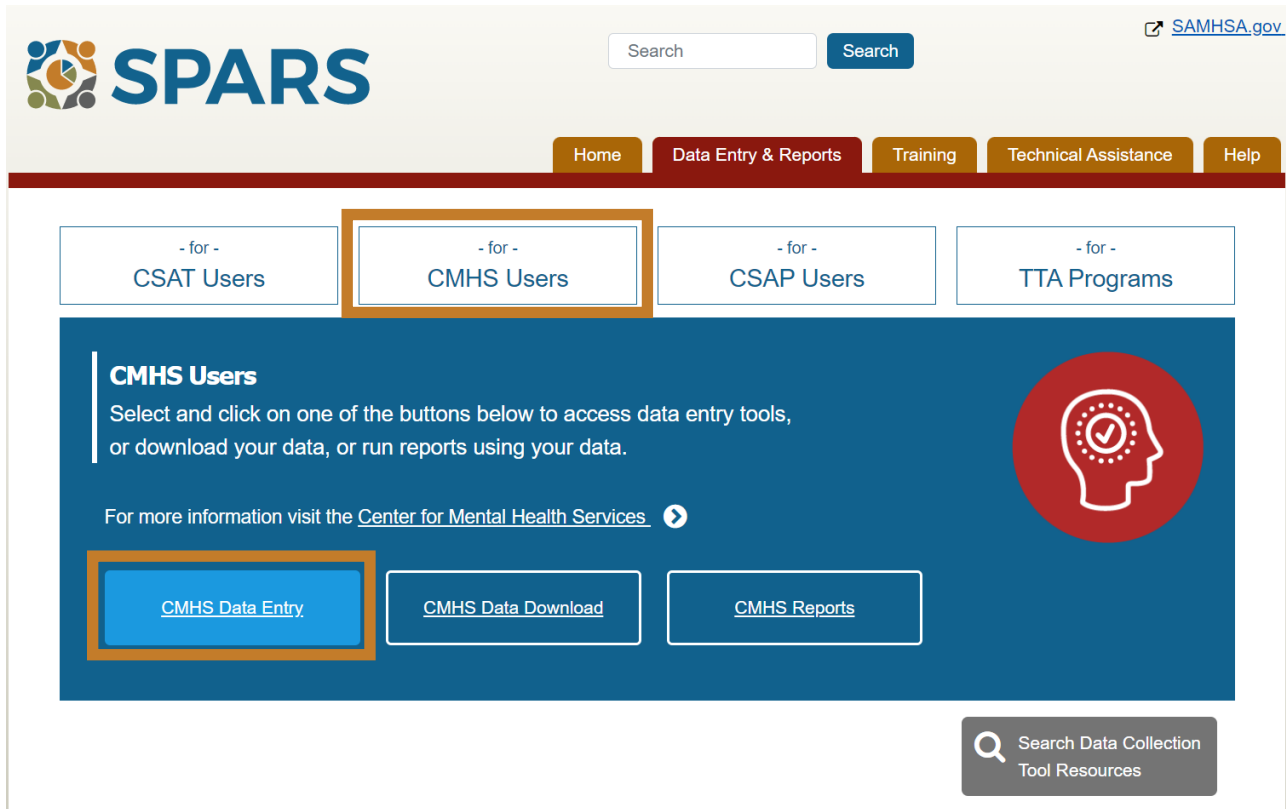 SAMHSA.gov
SPARS
Search
Search
Home
Data Entry & Reports
Training
Technical Assistance
Help
- for -
CSAT Users
- for -
CMHS Users
- for -
CSAP Users
- for -
TTA Programs
CMHS Users
Select and click on one of the buttons below to access data entry tools,
or download your data, or run reports using your data.
For more information visit the Center for Mental Health Services
CMHS Data Entry
CMHS Data Download
CMHS Reports
Search Data Collection
Tool Resources